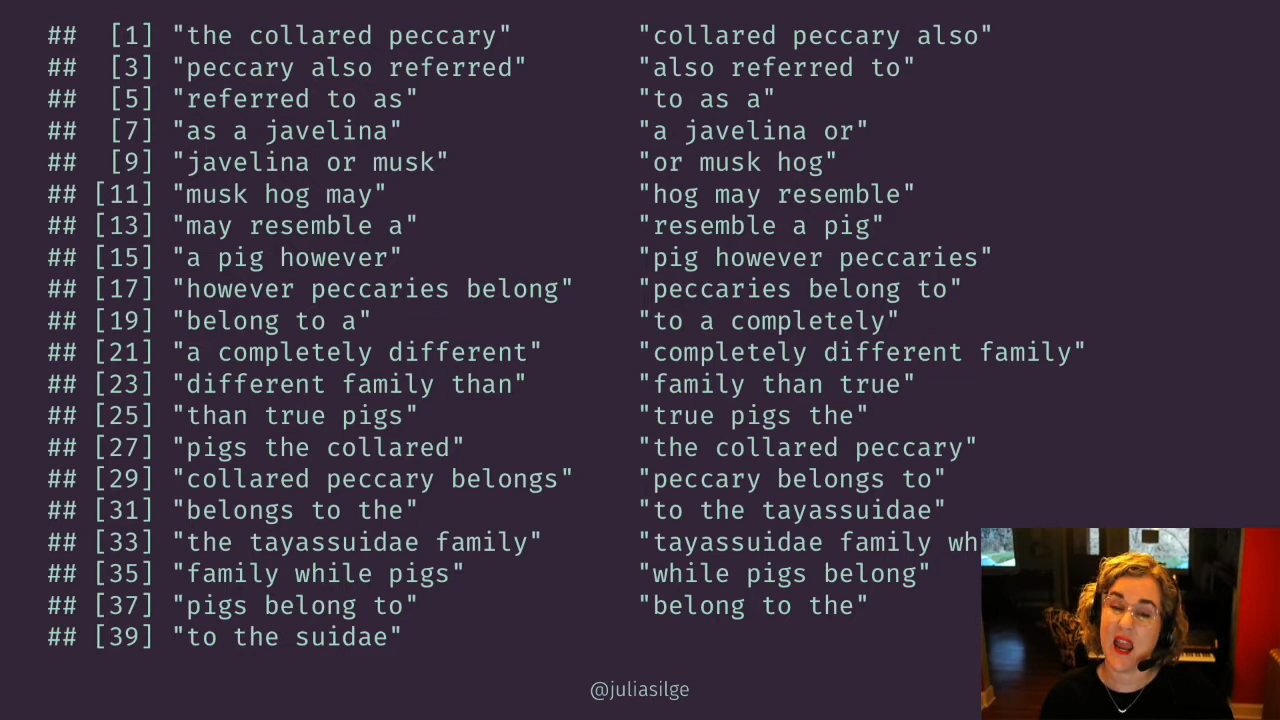 ##  [1] "the collared peccary"        "collared peccary also"
##  [3] "peccary also referred"       "also referred to"
##  [5] "referred to as"              "to as a"
##  [7] "as a javelina"               "a javelina or"
##  [9] "javelina or musk"            "or musk hog"
## [11] "musk hog may"                "hog may resemble"
## [13] "may resemble a"              "resemble a pig"
## [15] "a pig however"               "pig however peccaries"
## [17] "however peccaries belong"    "peccaries belong to"
## [19] "belong to a"                 "to a completely"
## [21] "a completely different"      "completely different family"
## [23] "different family than"       "family than true"
## [25] "than true pigs"              "true pigs the"
## [27] "pigs the collared"           "the collared peccary"
## [29] "collared peccary belongs"    "peccary belongs to"
## [31] "belongs to the"              "to the tayassuidae"
## [33] "the tayassuidae family"      "tayassuidae family wh
## [35] "family while pigs"           "while pigs belong"
## [37] "pigs belong to"              "belong to the"
## [39] "to the suidae"
@juliasilge